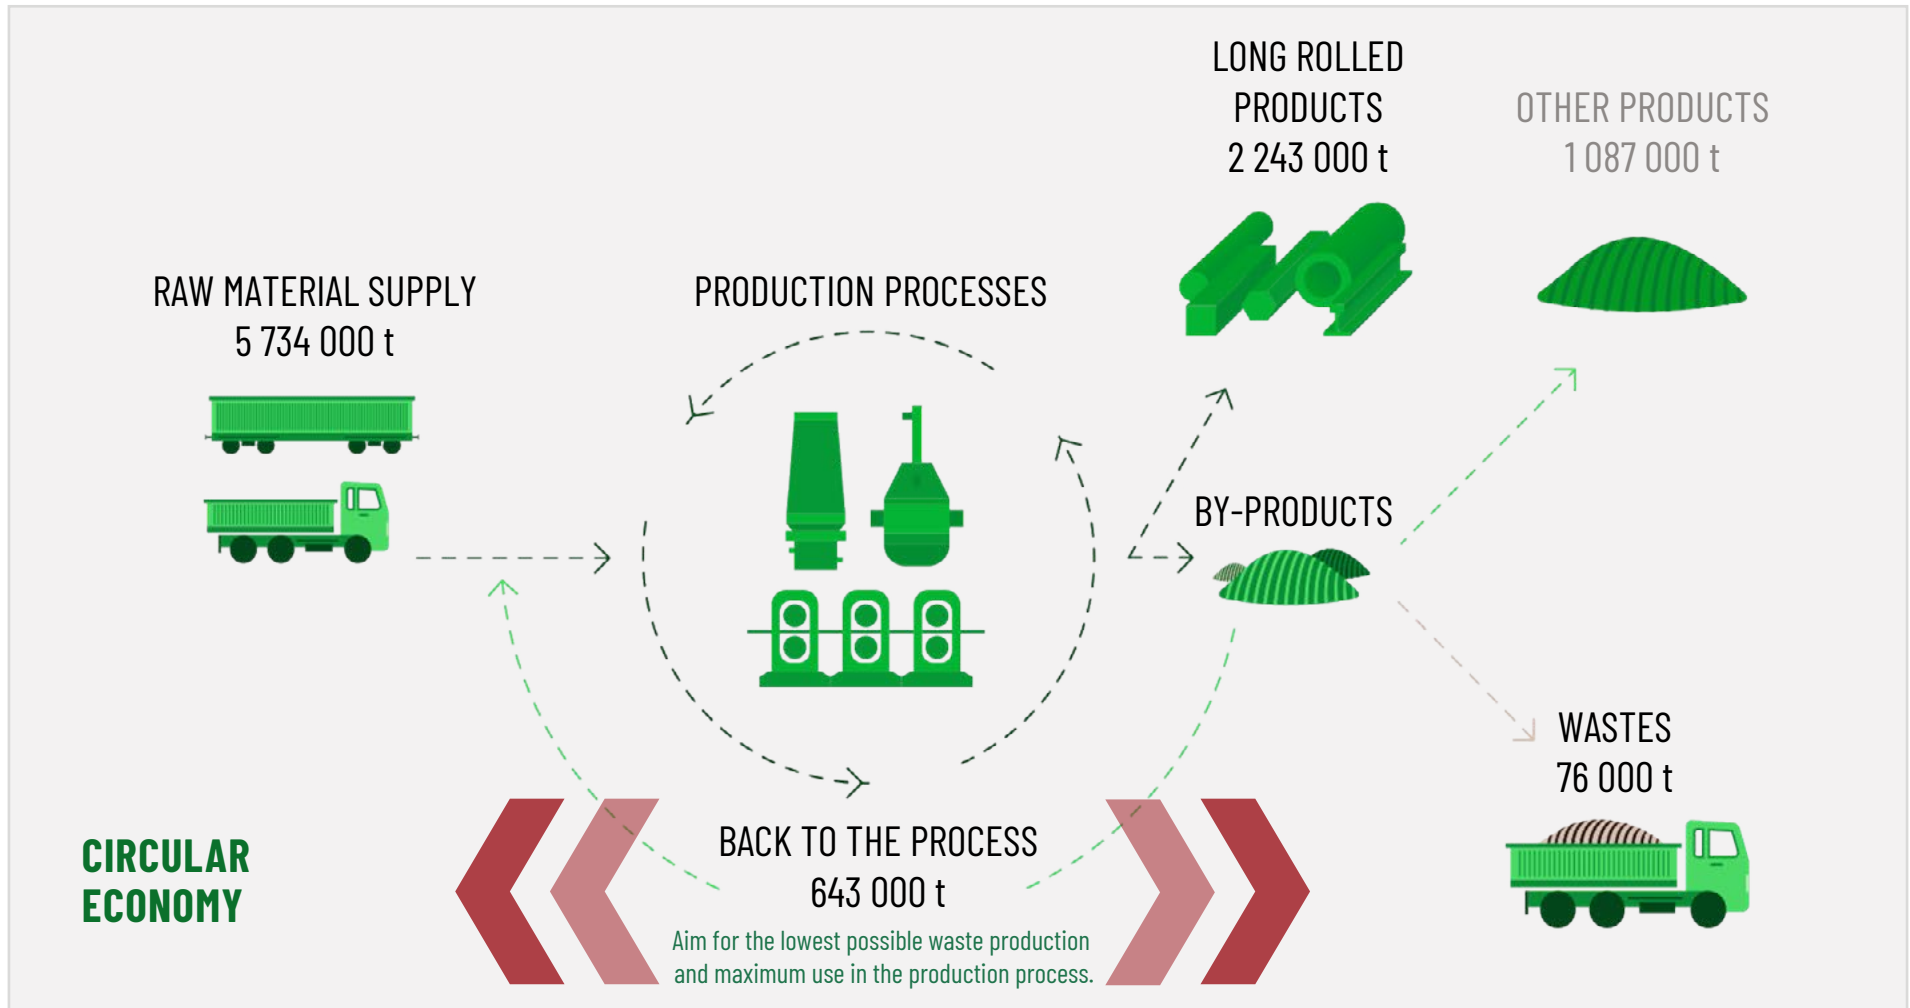 LONG ROLLED
PRODUCTS
2 243 000 t
OTHER PRODUCTS
1 087 000 t
RAW MATERIAL SUPPLY
5 734 000 t
PRODUCTION PROCESSES
BY-PRODUCTS
WASTES
76 000 t
BACK TO THE PROCESS
643 000 t
Aim for the lowest possible waste production
and maximum use in the production process.
CIRCULAR
ECONOMY